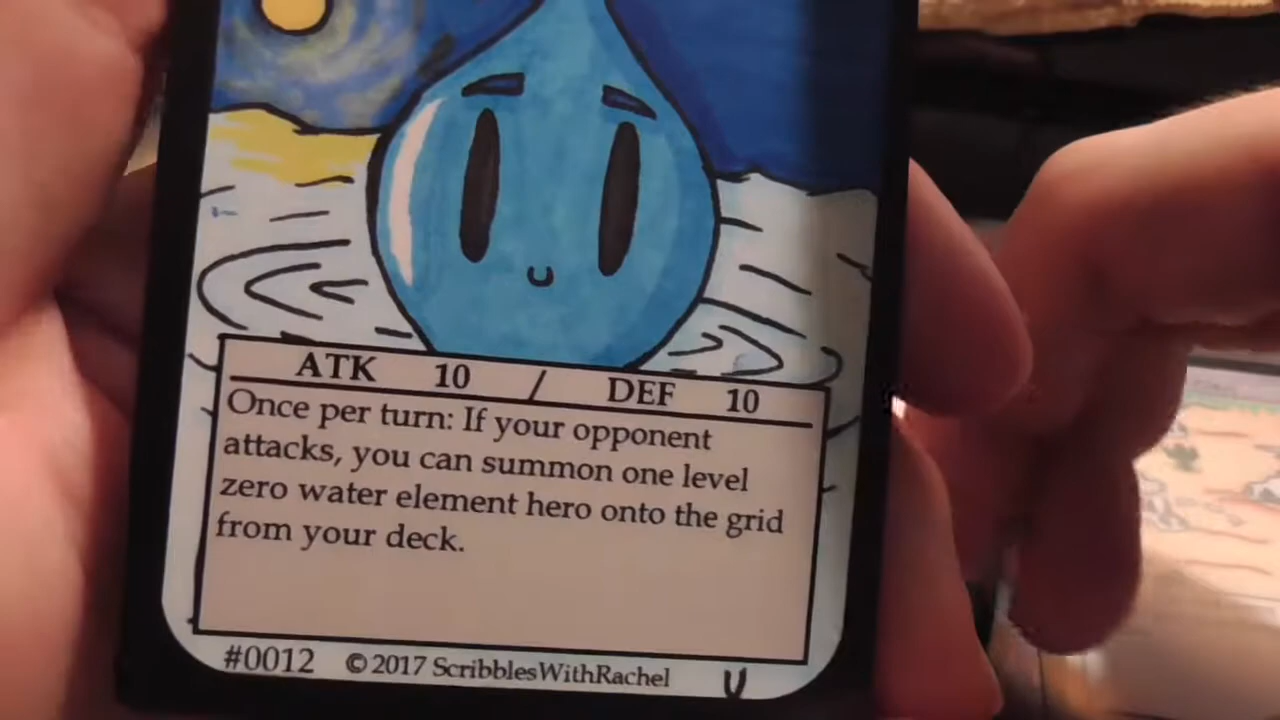 ATK 10 / DEF 10
Once per turn: If your opponent
attacks, you can summon one level
zero water element hero onto the grid
from your deck.
#0012 © 2017 ScribblesWithRachel U